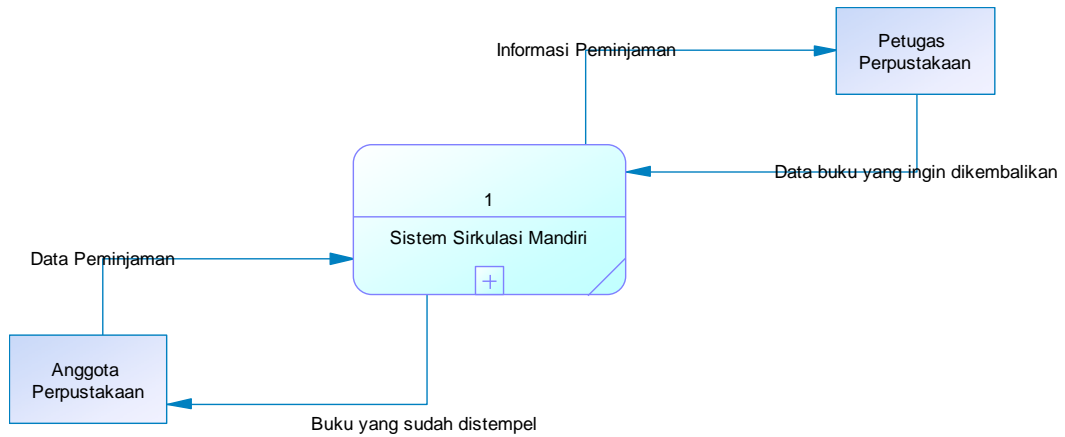 Informasi Peminjaman
Petugas
Perpustakaan
Data buku yang ingin dikembalikan
1
Sistem Sirkulasi Mandiri
Data Peminjaman
Anggota
Perpustakaan
Buku yang sudah distempel